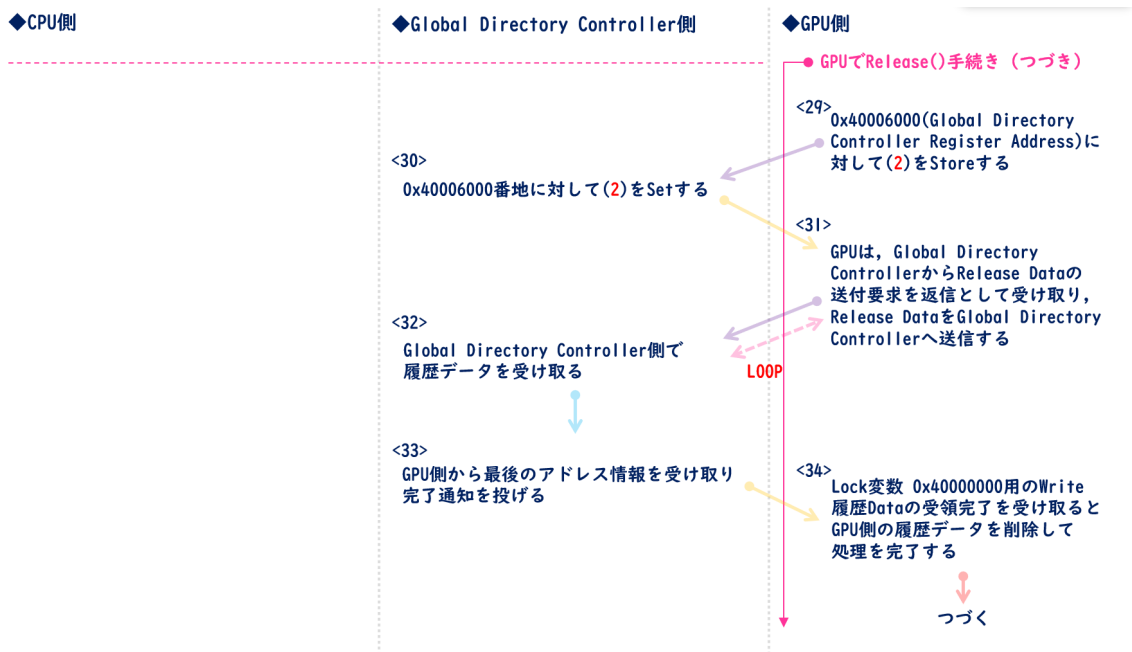 ◆CPU側
◆Global Directory Controller側
◆GPU側
GPUでRelease()手続き (つづき)
<29>
0x40006000(Global Directory
Controller Register Address)に
対して(2)をStoreする
<30>
0x40006000番地に対して(2)をSetする
<31>
GPUは，Global Directory
ControllerからRelease Dataの
送付要求を返信として受け取り，
Release DataをGlobal Directory
Controllerへ送信する
<32>
Global Directory Controller側で
履歴データを受け取る
LOOP
<33>
GPU側から最後のアドレス情報を受け取り
完了通知を投げる
<34>
Lock変数 0x40000000用のWrite
履歴Dataの受領完了を受け取ると
GPU側の履歴データを削除して
処理を完了する
つづく